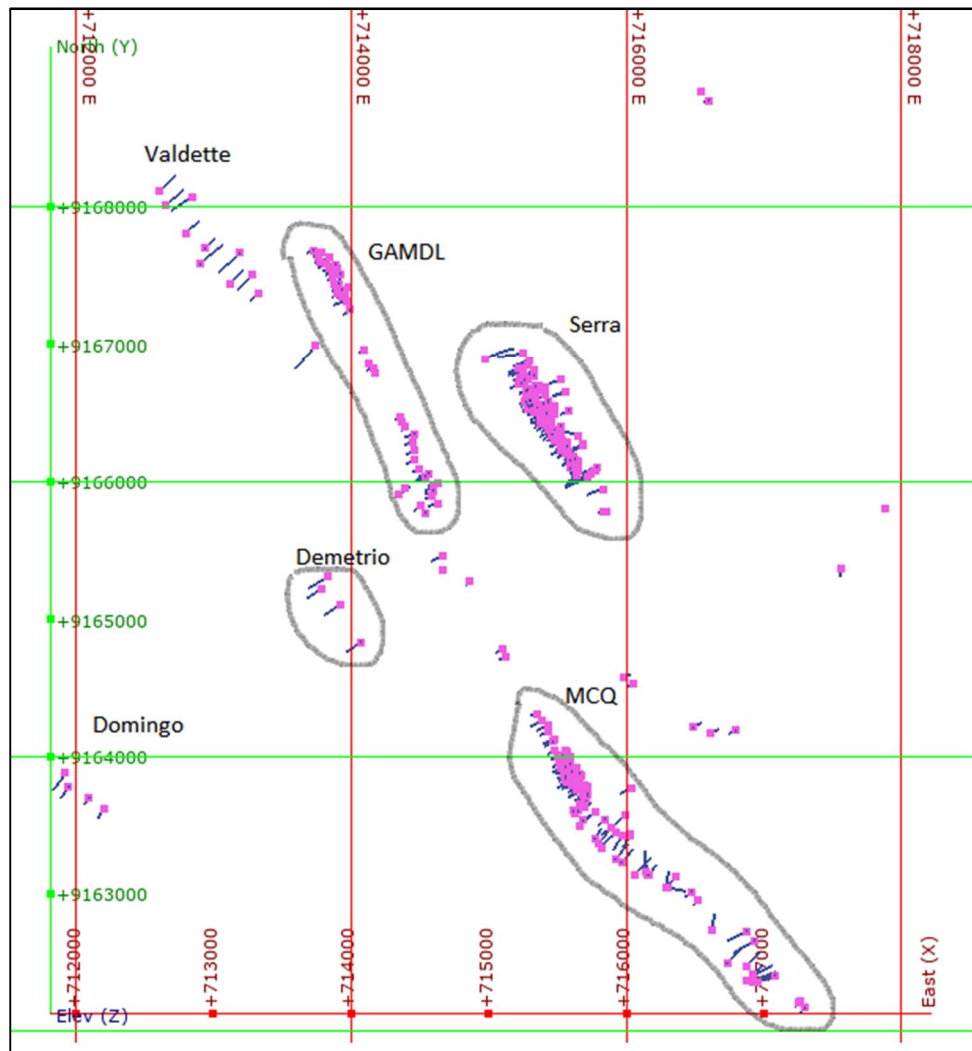 North (Y)
+712000 E
+714000 E
+716000 E
+718000 E
Valdette
+9168000
GAMDL
Serra
+9167000
+9166000
Demetrio
+9165000
MCQ
Domingo
+9164000
+9163000
+712000
+713000
+714000
+715000
+716000
East (X)
Elev (Z)